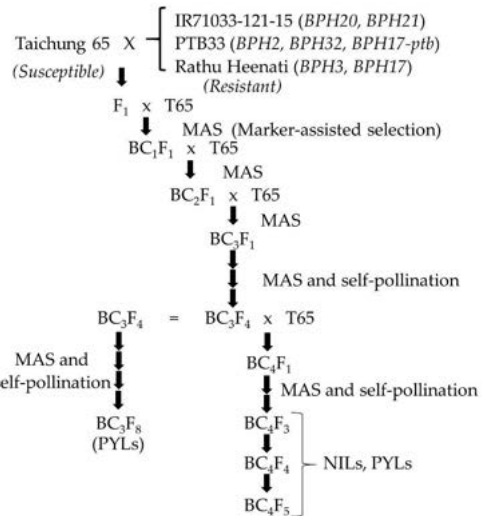 IR71033-121-15 (BPH20, BPH21)
Taichung 65 X PTB33 (BPH2, BPH32, BPH17-ptb)
(Susceptible) Rathu Heenati (BPH3, BPH17)
(Resistant)
F1 x T65
MAS (Marker-assisted selection)
BC1F1 x T65
MAS
BC2F1 x T65
MAS
BC3F1
MAS and self-pollination
BC3F4 = BC3F4 x T65
MAS and
elf-pollination
BC4F1
MAS and self-pollination
BC3F8
(PYLs)
BC4F3
BC4F4
NILs, PYLs
BC4F5